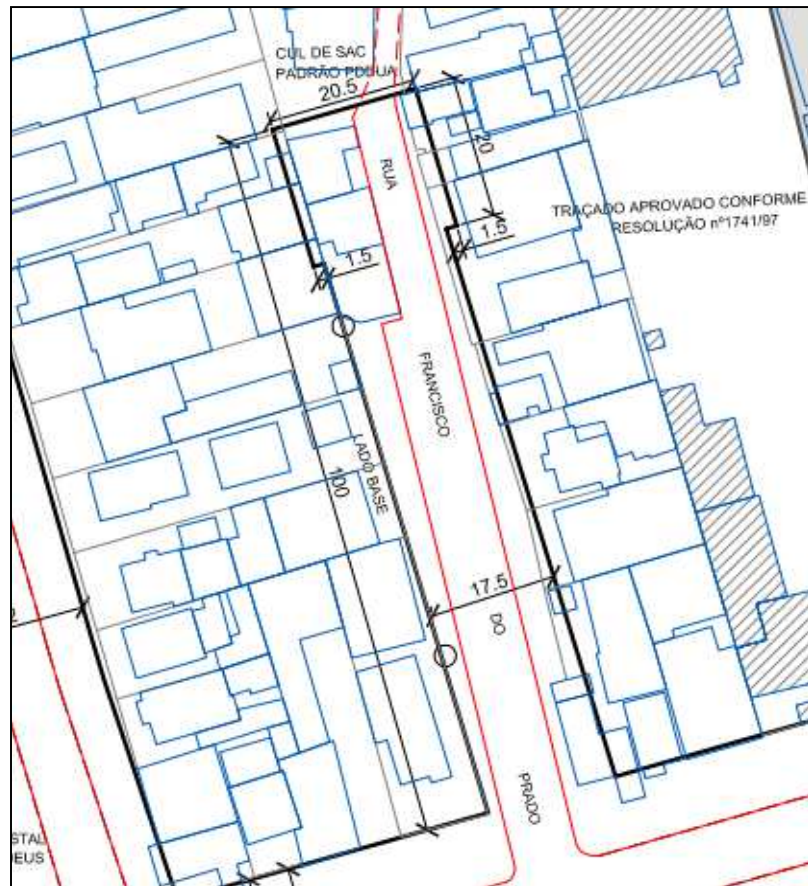 CUL DE SAC
PADRÃO PDDUA
20.5
20
RUA
TRAÇADO APROVADO CONFORME
RESOLUÇÃO nº1741/97
1.5
1.5
FRANCISCO
LADO BASE
100
17.5
DO
PRADO
STAL
EUS